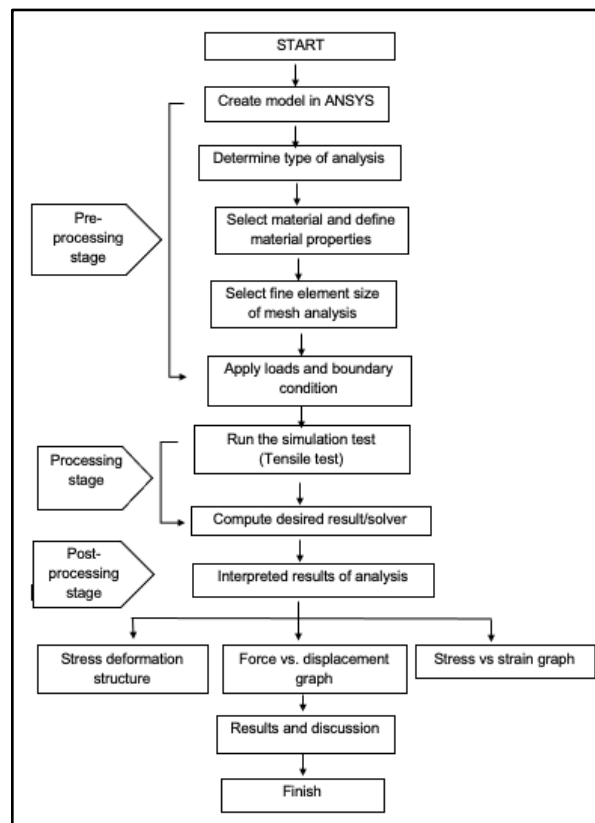 START
Create model in ANSYS
Determine type of analysis
Pre-
processing
stage
Select material and define
material properties
Select fine element size
of mesh analysis
Apply loads and boundary
condition
Run the simulation test
(Tensile test)
Processing
stage
Compute desired result/solver
Post-
processing
stage
Interpreted results of analysis
Stress deformation
structure
Force vs. displacement
graph
Stress vs strain graph
Results and discussion
Finish